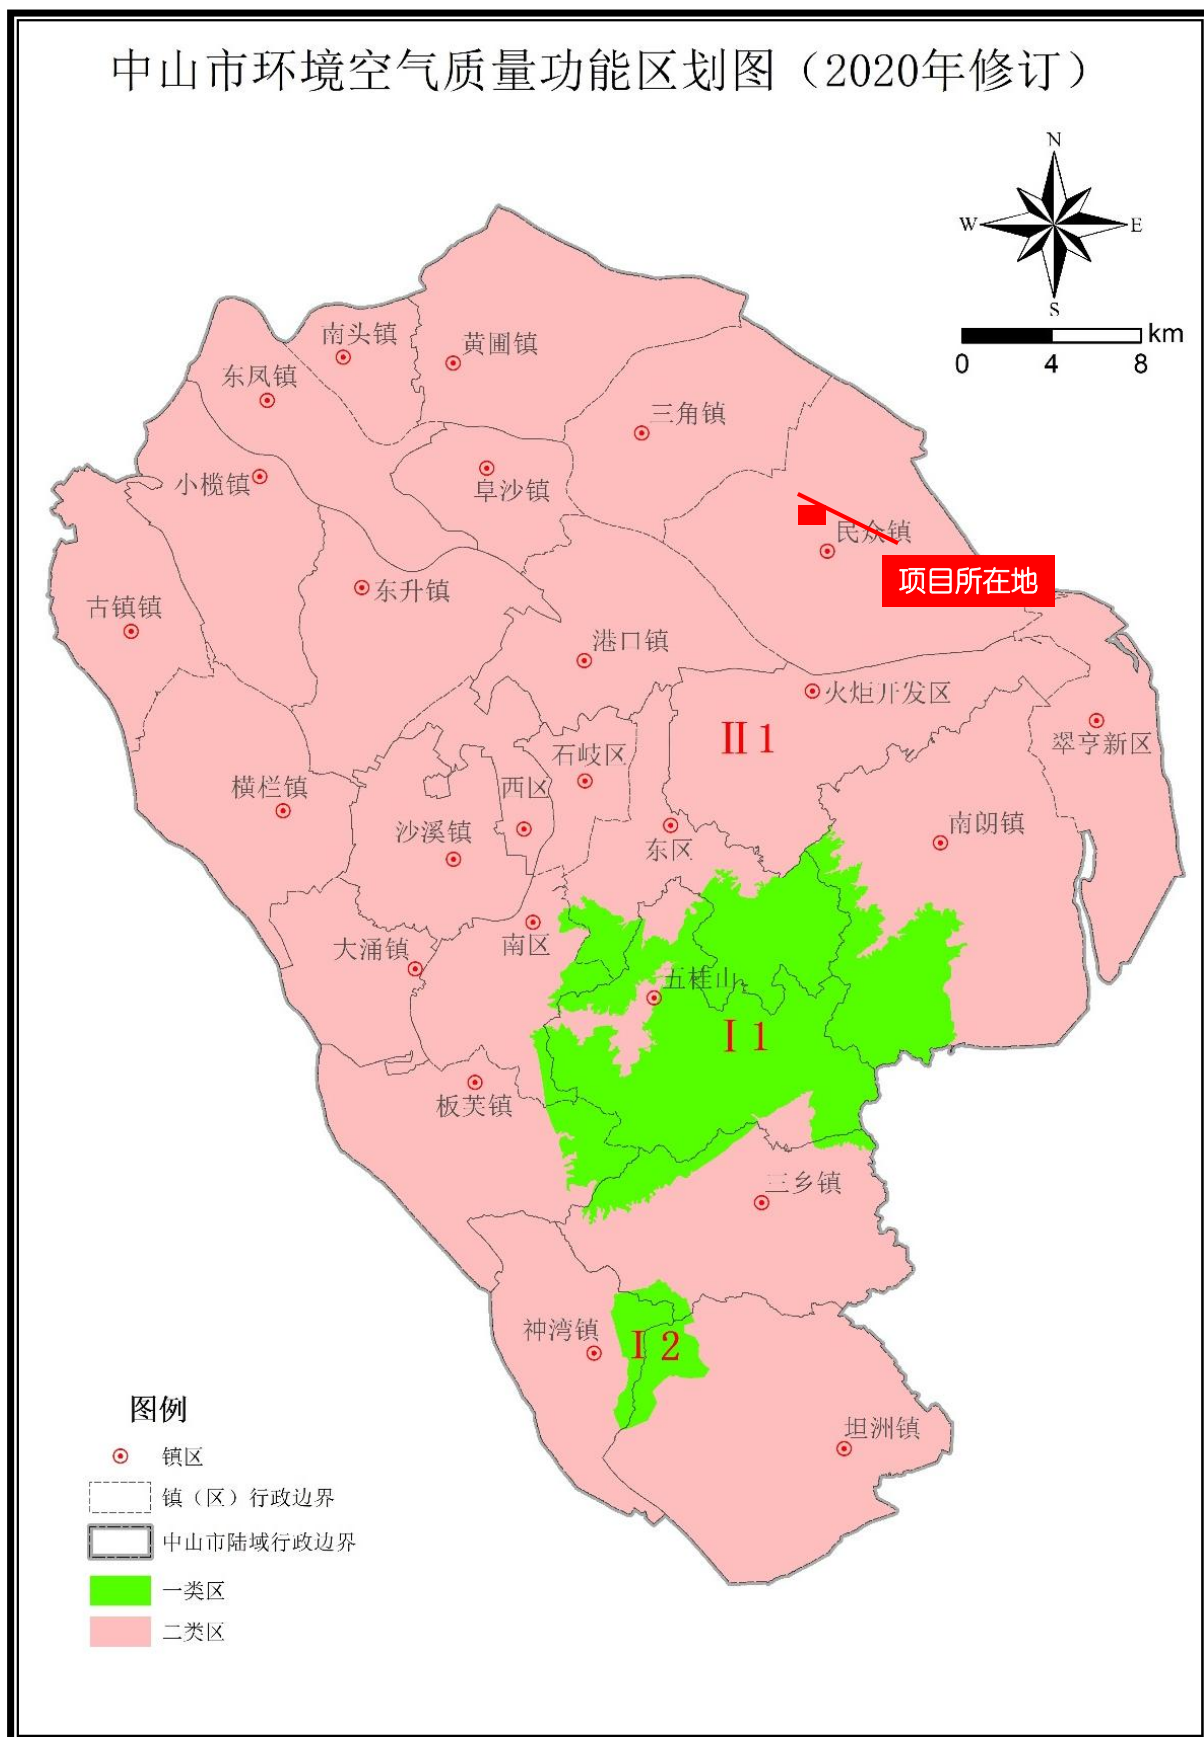 中山市环境空气质量功能区划图（2020年修订）
N
W
E
S
km
0
4
8
南头镇
黄圃镇
东凤镇
三角镇
小榄镇
阜沙镇
民众镇
项目所在地
东升镇
古镇镇
港口镇
火炬开发区
II 1
翠亨新区
石岐区
西区
横栏镇
沙溪镇
东区
南朗镇
南区
大涌镇
五桂山
I 1
板芙镇
三乡镇
神湾镇
I 2
坦洲镇
图例
镇区
镇（区）行政边界
中山市陆域行政边界
一类区
二类区